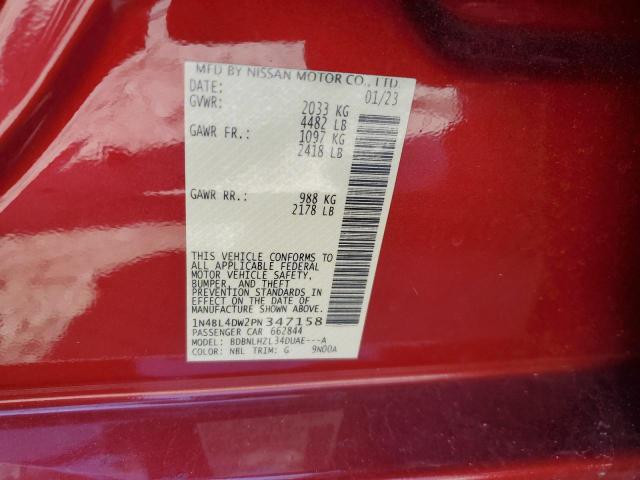 MFD BY NISSAN MOTOR CO., LTD.
DATE: 01/23
GVWR: 2033 KG
4482 LB
GAWR FR.: 1097 KG
2418 LB
GAWR RR.: 988 KG
2178 LB
THIS VEHICLE CONFORMS TO
ALL APPLICABLE FEDERAL
MOTOR VEHICLE SAFETY,
BUMPER, AND THEFT
PREVENTION STANDARDS IN
EFFECT ON THE DATE OF
MANUFACTURE SHOWN ABOVE.
1N4BL4DW2PN347158
PASSENGER CAR 662844
MODEL: BDBNLHZL34DUAE---A
COLOR: NBL TRIM: G 9N00A